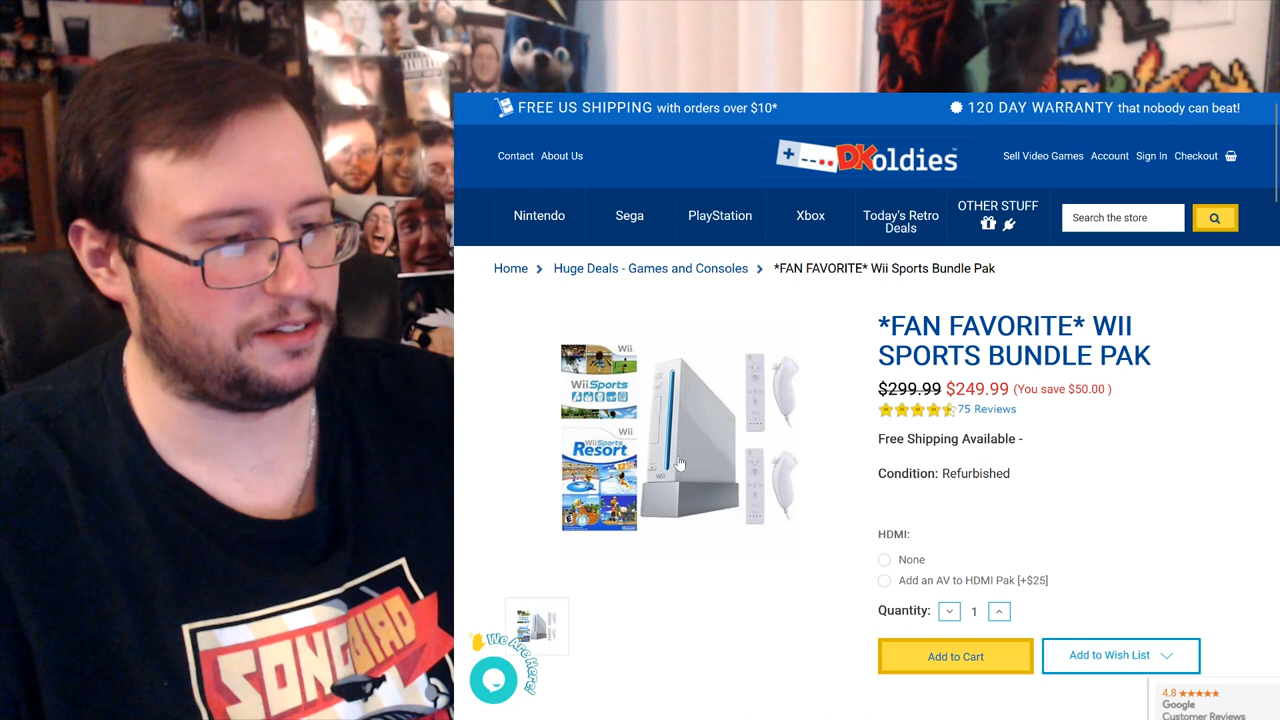 FREE US SHIPPING with orders over $10*
120 DAY WARRANTY that nobody can beat!
Contact
About Us
DKoldies™
Sell Video Games
Account
Sign In
Checkout
Nintendo
Sega
PlayStation
Xbox
Today's Retro
Deals
OTHER STUFF
Search the store
Home
Huge Deals - Games and Consoles
*FAN FAVORITE* Wii Sports Bundle Pak
*FAN FAVORITE* WII
SPORTS BUNDLE PAK
$299.99 $249.99 (You save $50.00 )
75 Reviews
Free Shipping Available -
Condition: Refurbished
HDMI:
None
Add an AV to HDMI Pak [+$25]
Quantity: 1
Add to Cart
Add to Wish List
Wii
Wii Sports
Wii
Wii Sports
Resort
Wii
We Are Here!
4.8
Google
Customer Reviews
SONGBIRD